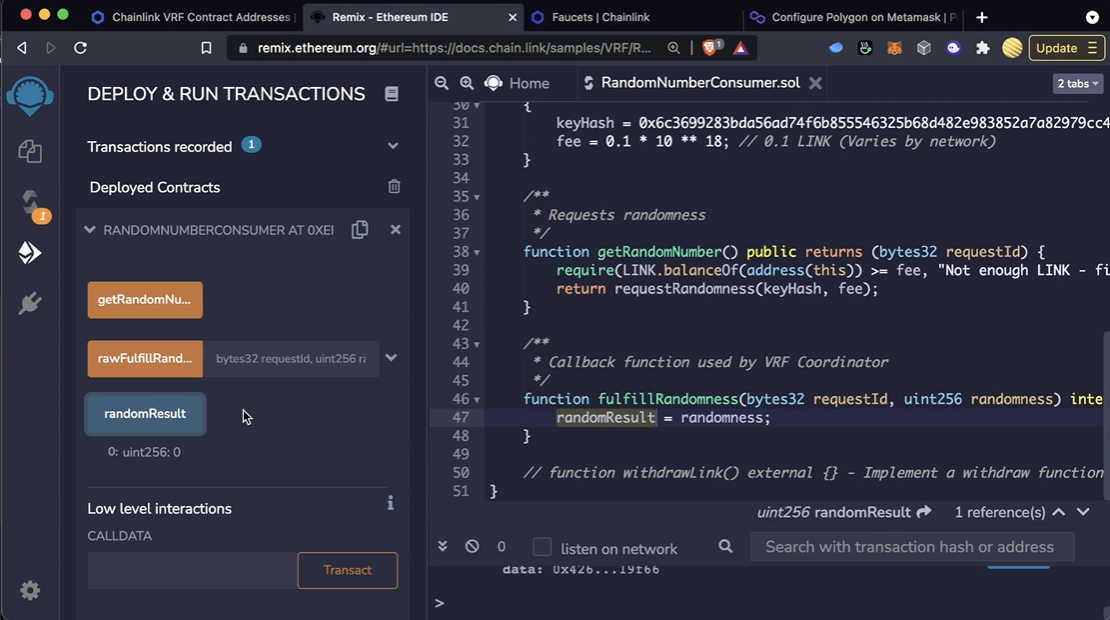 Chainlink VRF Contract Addresses
Remix - Ethereum IDE
Faucets | Chainlink
Configure Polygon on Metamask | P
remix.ethereum.org/#url=https://docs.chain.link/samples/VRF/R...
1
Update
DEPLOY & RUN TRANSACTIONS
Transactions recorded 1
Deployed Contracts
1
RANDOMNUMBERCONSUMER AT 0XE
getRandomNu...
rawFulfillRand...
bytes32 requestId, uint256 ra
randomResult
0: uint256: 0
Low level interactions
i
CALLDATA
Transact
Home
RandomNumberConsumer.sol
2 tabs
30 {
31 keyHash = 0x6c3699283bda56ad74f6b855546325b68d482e983852a7a82979cc4
32 fee = 0.1 * 10 ** 18; // 0.1 LINK (Varies by network)
33 }
34
35 /**
36 * Requests randomness
37 */
38 function getRandomNumber() public returns (bytes32 requestId) {
39 require(LINK.balanceOf(address(this)) >= fee, "Not enough LINK - fi
40 return requestRandomness(keyHash, fee);
41 }
42
43 /**
44 * Callback function used by VRF Coordinator
45 */
46 function fulfillRandomness(bytes32 requestId, uint256 randomness) inte
47 randomResult = randomness;
48 }
49
50 // function withdrawLink() external {} - Implement a withdraw function
51 }
uint256 randomResult
1 reference(s)
0
listen on network
Search with transaction hash or address
data: 0x426...19f66
>